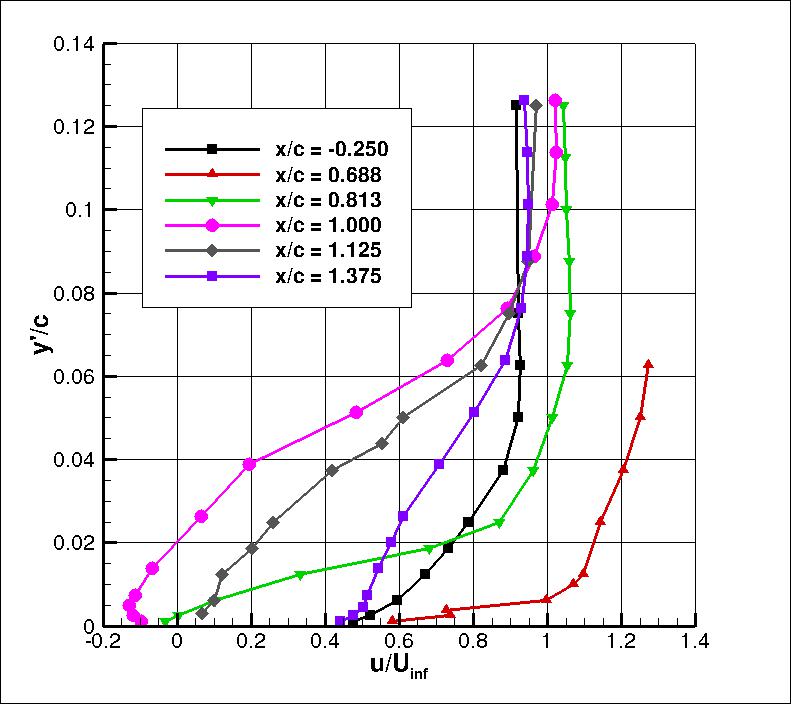 0.14
0.12
0.1
0.08
0.06
0.04
0.02
0
y'/c
x/c = -0.250
x/c = 0.688
x/c = 0.813
x/c = 1.000
x/c = 1.125
x/c = 1.375
-0.2 0 0.2 0.4 0.6 0.8 1 1.2 1.4
u/Uinf